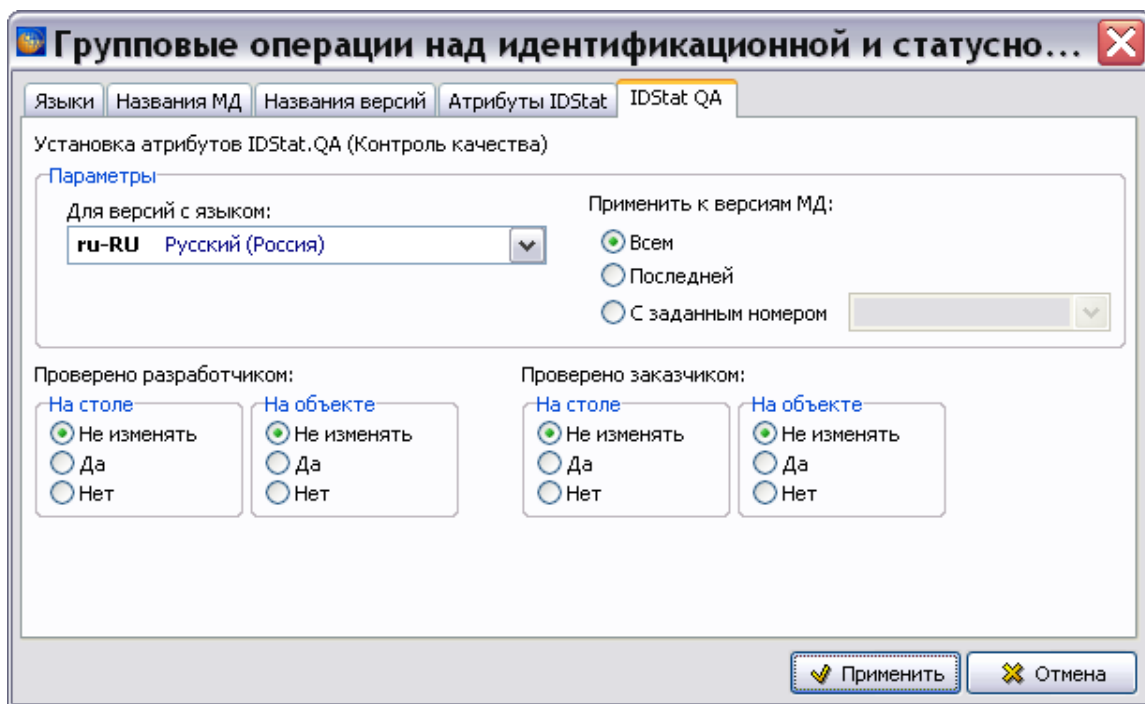 Групповые операции над идентификационной и статусно...
Языки Названия МД Названия версий Атрибуты IDStat IDStat QA
Установка атрибутов IDStat.QA (Контроль качества)
Параметры
Для версий с языком:
ru-RU Русский (Россия)
Применить к версиям МД:
Всем
Последней
С заданным номером
Проверено разработчиком:
На столе
Не изменять
Да
Нет
На объекте
Не изменять
Да
Нет
Проверено заказчиком:
На столе
Не изменять
Да
Нет
На объекте
Не изменять
Да
Нет
Применить Отмена